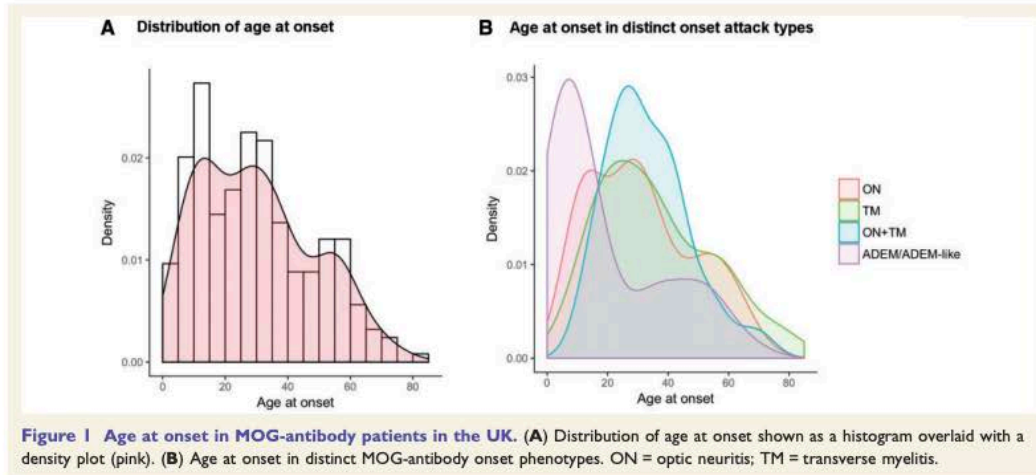 A Distribution of age at onset
B Age at onset in distinct onset attack types
0.02
0.01
0.00
Density
0 20 40 60 80
Age at onset
0.03
0.02
0.01
0.00
Density
0 20 40 60 80
Age at onset
ON
TM
ON+TM
ADEM/ADEM-like
Figure 1 Age at onset in MOG-antibody patients in the UK. (A) Distribution of age at onset shown as a histogram overlaid with a
density plot (pink). (B) Age at onset in distinct MOG-antibody onset phenotypes. ON = optic neuritis; TM = transverse myelitis.